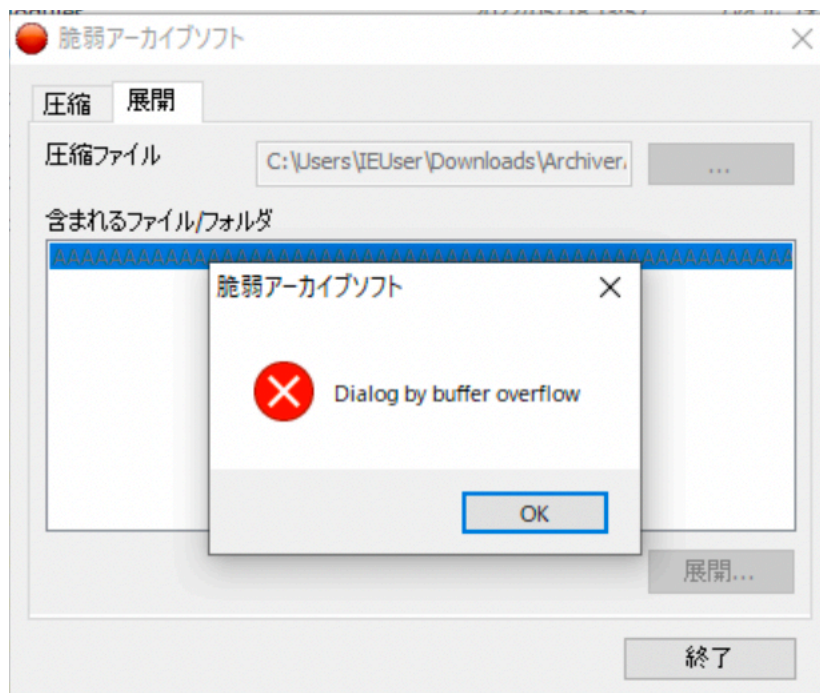 脆弱アーカイブソフト
圧縮
展開
圧縮ファイル
C:\Users\IEUser\Downloads\Archiver
...
含まれるファイル/フォルダ
脆弱アーカイブソフト
Dialog by buffer overflow
OK
展開...
終了